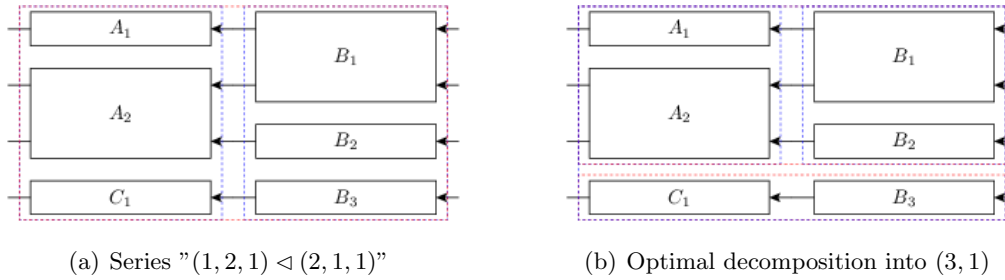 A₁ B₁ A₁ B₁
A₂ A₂
B₂ B₂
C₁ B₃ C₁ B₃
(a) Series "(1, 2, 1) ◁ (2, 1, 1)" (b) Optimal decomposition into (3, 1)